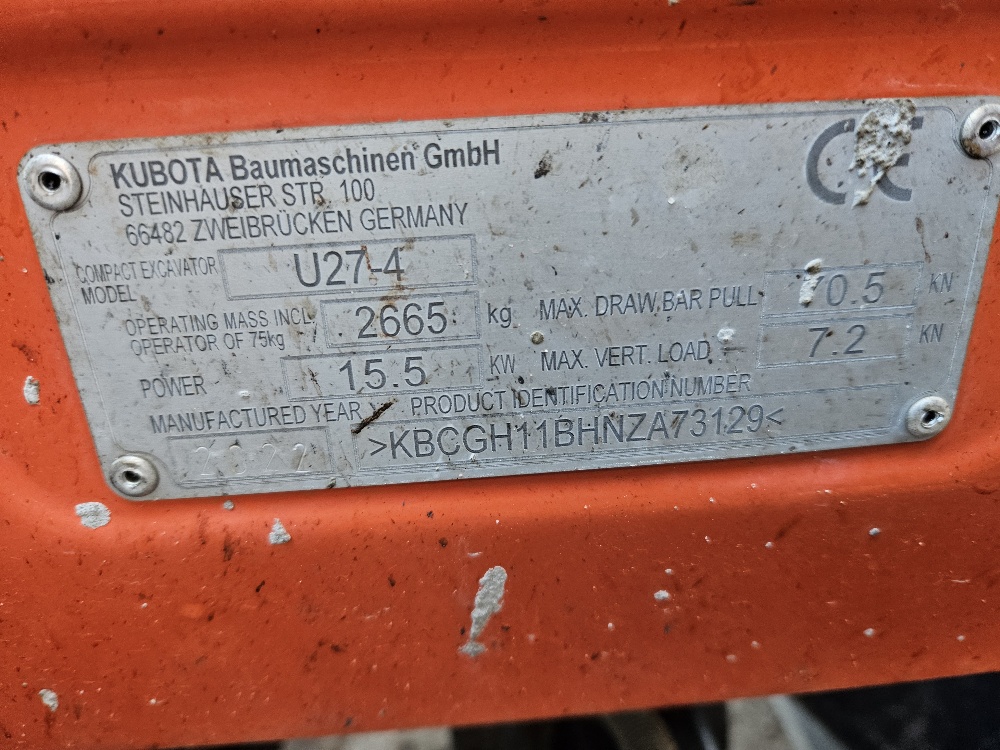 KUBOTA Baumaschinen GmbH
STEINHAUSER STR. 100
66482 ZWEIBRÜCKEN GERMANY
CE
COMPACT EXCAVATOR
MODEL
U27-4
OPERATING MASS INCL.
OPERATOR OF 75kg
2665 kg
MAX. DRAW.BAR PULL
KN
POWER
15.5 KW
MAX. VERT. LOAD
7.2 KN
MANUFACTURED YEAR
2022
PRODUCT IDENTIFICATION NUMBER
>KBCGH11BHNZA73129<